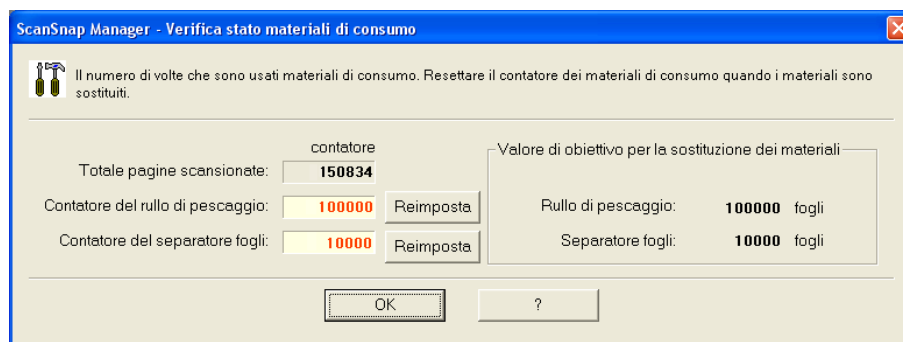 ScanSnap Manager - Verifica stato materiali di consumo
Il numero di volte che sono usati materiali di consumo. Resettare il contatore dei materiali di consumo quando i materiali sono
sostituiti.
contatore
Totale pagine scansionate: 150834
Contatore del rullo di pescaggio: 100000 Reimposta
Contatore del separatore fogli: 10000 Reimposta
Valore di obiettivo per la sostituzione dei materiali
Rullo di pescaggio: 100000 fogli
Separatore fogli: 10000 fogli
OK ?